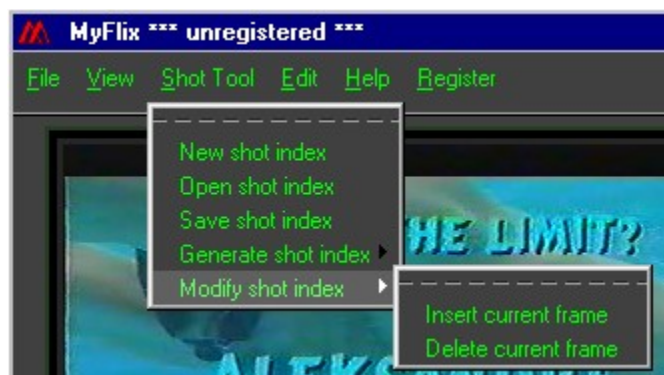 MyFlix *** unregistered ***
File View Shot Tool Edit Help Register
New shot index
Open shot index
Save shot index
Generate shot index
Modify shot index
Insert current frame
Delete current frame
THE LIMIT?